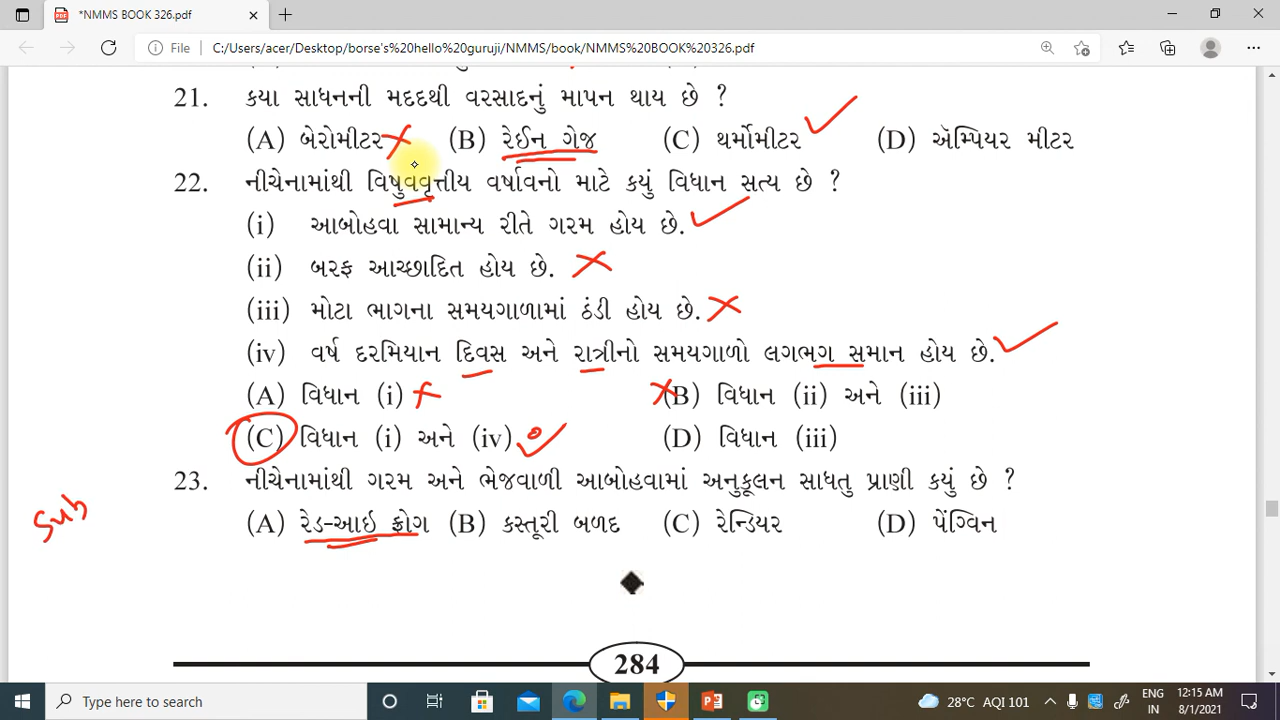 *NMMS BOOK 326.pdf
File C:/Users/acer/Desktop/borse's%20hello%20guruji/NMMS/book/NMMS%20BOOK%20326.pdf
21. કયા સાધનની મદદથી વરસાદનું માપન થાય છે ?
(A) બેરોમીટર (B) રેઈન ગેજ (C) થર્મોમીટર (D) ઍમ્પિયર મીટર
22. નીચેનામાંથી વિષુવવૃત્તીય વર્ષાવનો માટે કયું વિધાન સત્ય છે ?
(i) આબોહવા સામાન્ય રીતે ગરમ હોય છે.
(ii) બરફ આચ્છાદિત હોય છે.
(iii) મોટા ભાગના સમયગાળામાં ઠંડી હોય છે.
(iv) વર્ષ દરમિયાન દિવસ અને રાત્રીનો સમયગાળો લગભગ સમાન હોય છે.
(A) વિધાન (i) (B) વિધાન (ii) અને (iii)
(C) વિધાન (i) અને (iv) (D) વિધાન (iii)
23. નીચેનામાંથી ગરમ અને ભેજવાળી આબોહવામાં અનુકૂલન સાધતુ પ્રાણી કયું છે ?
Sub
(A) રેડ-આઇ ફ્રોગ (B) કસ્તૂરી બળદ (C) રેન્ડિયર (D) પેંગ્વિન
284
Type here to search
28°C AQI 101
ENG
IN
12:15 AM
8/1/2021